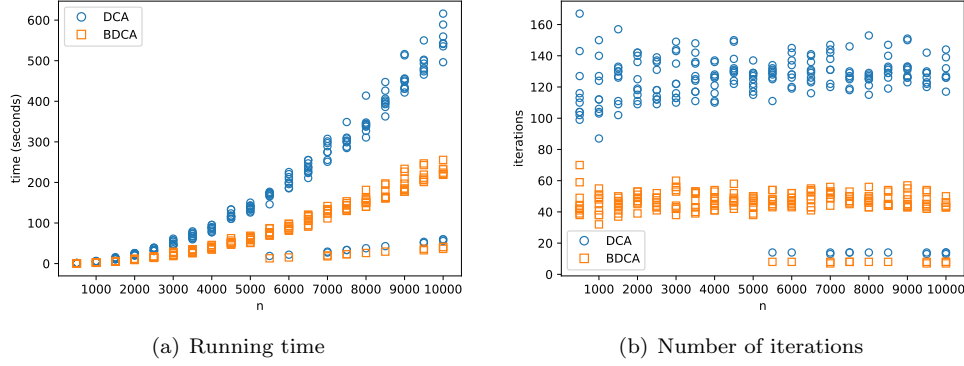 600
500
400
300
200
100
0
time (seconds)
DCA
BDCA
1000 2000 3000 4000 5000 6000 7000 8000 9000 10000
n
160
140
120
100
80
60
40
20
0
iterations
DCA
BDCA
1000 2000 3000 4000 5000 6000 7000 8000 9000 10000
n
(a) Running time
(b) Number of iterations